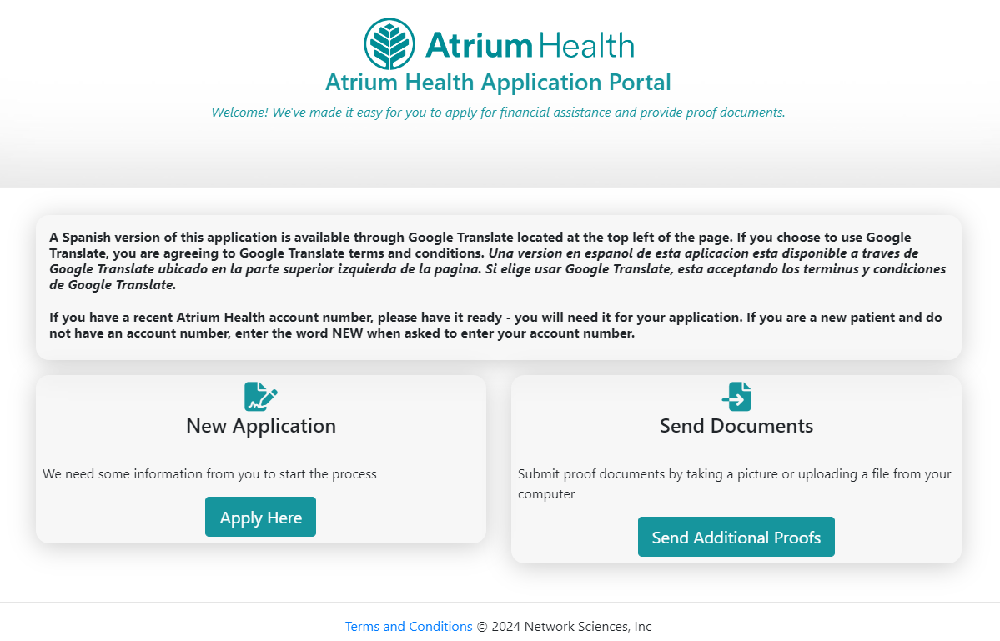 Atrium Health
Atrium Health Application Portal
Welcome! We've made it easy for you to apply for financial assistance and provide proof documents.
A Spanish version of this application is available through Google Translate located at the top left of the page. If you choose to use Google
Translate, you are agreeing to Google Translate terms and conditions. Una version en espanol de esta aplicacion esta disponible a traves de
Google Translate ubicado en la parte superior izquierda de la pagina. Si elige usar Google Translate, esta acceptando los terminus y condiciones
de Google Translate.
If you have a recent Atrium Health account number, please have it ready - you will need it for your application. If you are a new patient and do
not have an account number, enter the word NEW when asked to enter your account number.
New Application
We need some information from you to start the process
Apply Here
Send Documents
Submit proof documents by taking a picture or uploading a file from your
computer
Send Additional Proofs
Terms and Conditions © 2024 Network Sciences, Inc